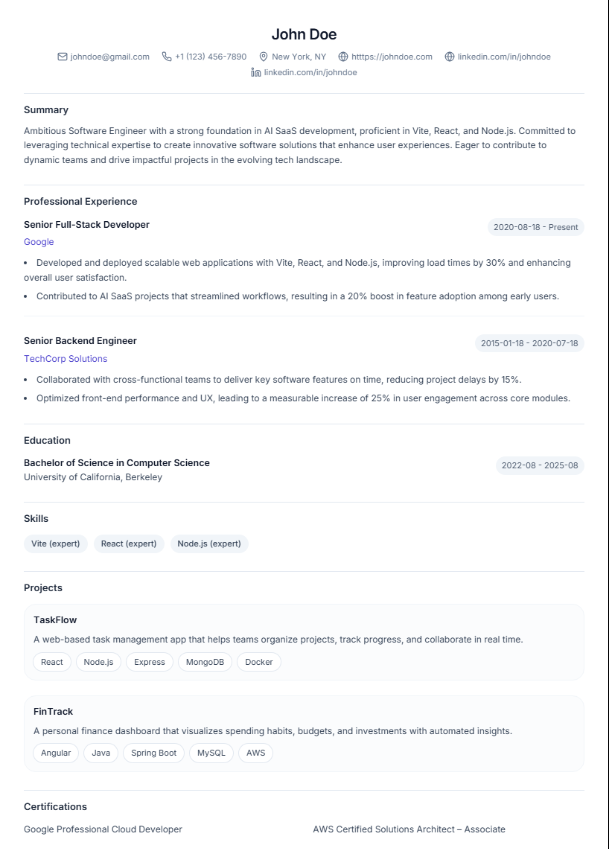 John Doe
johndoe@gmail.com +1 (123) 456-7890 New York, NY htttps://johndoe.com linkedin.com/in/johndoe
linkedin.com/in/johndoe
Summary
Ambitious Software Engineer with a strong foundation in AI SaaS development, proficient in Vite, React, and Node.js. Committed to
leveraging technical expertise to create innovative software solutions that enhance user experiences. Eager to contribute to
dynamic teams and drive impactful projects in the evolving tech landscape.
Professional Experience
Senior Full-Stack Developer 2020-08-18 - Present
Google
• Developed and deployed scalable web applications with Vite, React, and Node.js, improving load times by 30% and enhancing
overall user satisfaction.
• Contributed to AI SaaS projects that streamlined workflows, resulting in a 20% boost in feature adoption among early users.
Senior Backend Engineer 2015-01-18 - 2020-07-18
TechCorp Solutions
• Collaborated with cross-functional teams to deliver key software features on time, reducing project delays by 15%.
• Optimized front-end performance and UX, leading to a measurable increase of 25% in user engagement across core modules.
Education
Bachelor of Science in Computer Science 2022-08 - 2025-08
University of California, Berkeley
Skills
Vite (expert) React (expert) Node.js (expert)
Projects
TaskFlow
A web-based task management app that helps teams organize projects, track progress, and collaborate in real time.
React Node.js Express MongoDB Docker
FinTrack
A personal finance dashboard that visualizes spending habits, budgets, and investments with automated insights.
Angular Java Spring Boot MySQL AWS
Certifications
Google Professional Cloud Developer AWS Certified Solutions Architect – Associate